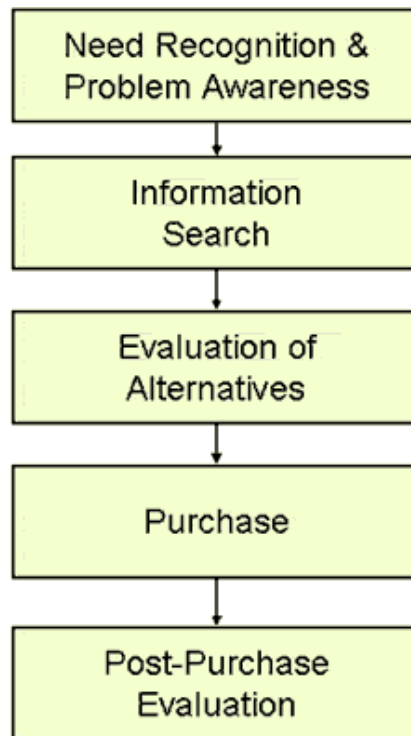 Need Recognition &
Problem Awareness
Information
Search
Evaluation of
Alternatives
Purchase
Post-Purchase
Evaluation